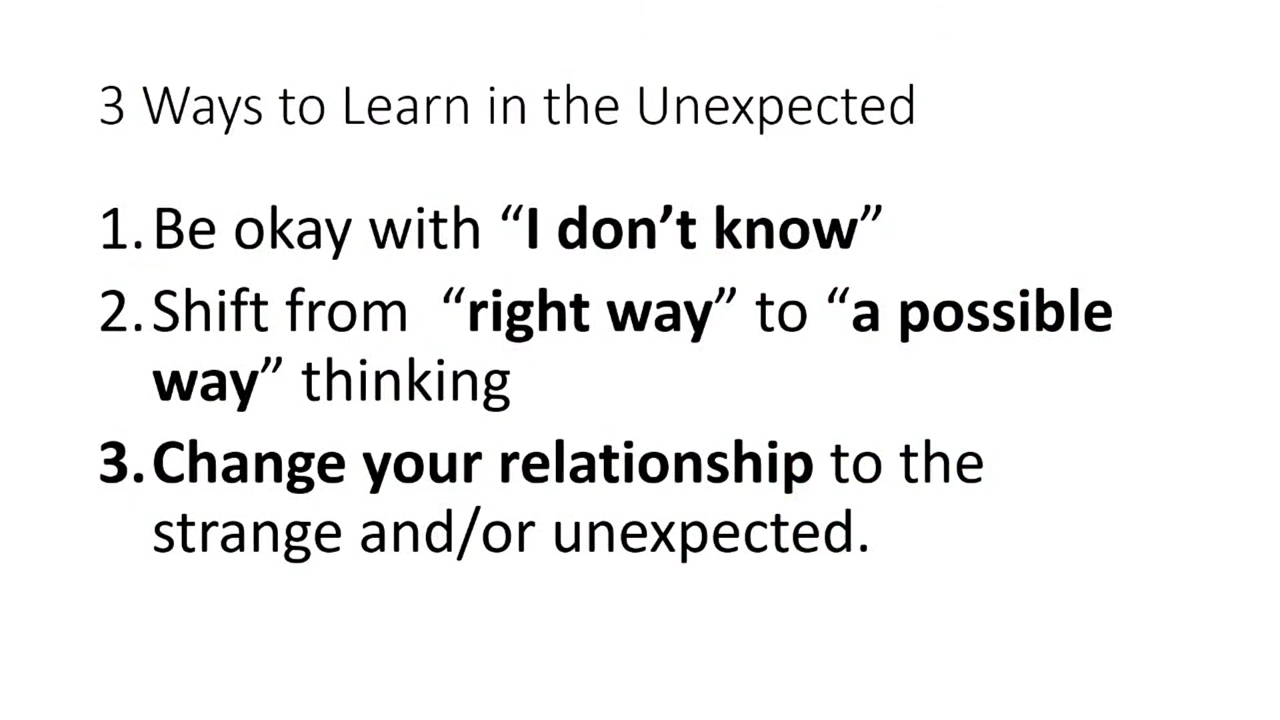 3 Ways to Learn in the Unexpected
1. Be okay with “I don’t know”
2. Shift from “right way” to “a possible
way” thinking
3. Change your relationship to the
strange and/or unexpected.